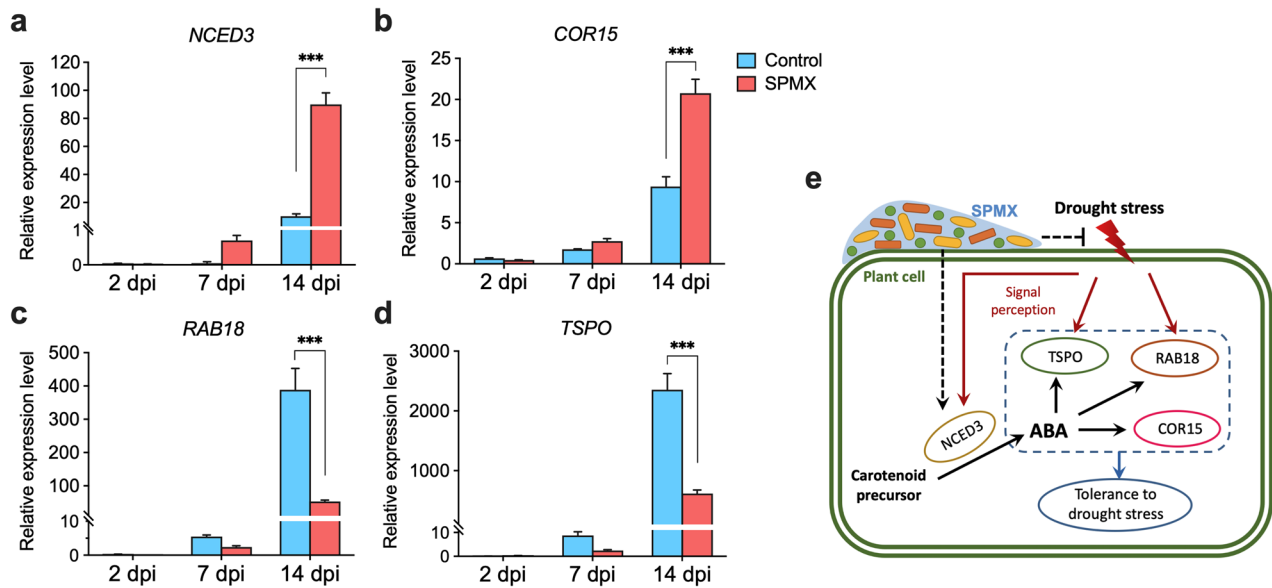 a
NCED3
Relative expression level
120
100
80
60
40
20
1
0
***
2 dpi
7 dpi
14 dpi
b
COR15
Relative expression level
25
20
15
10
5
0
***
2 dpi
7 dpi
14 dpi
Control
SPMX
c
RAB18
Relative expression level
500
400
300
200
100
10
0
***
2 dpi
7 dpi
14 dpi
d
TSPO
Relative expression level
3000
2000
1000
10
0
***
2 dpi
7 dpi
14 dpi
e
SPMX
Drought stress
Plant cell
Signal
perception
TSPO
RAB18
NCED3
ABA
COR15
Carotenoid
precursor
Tolerance to
drought stress